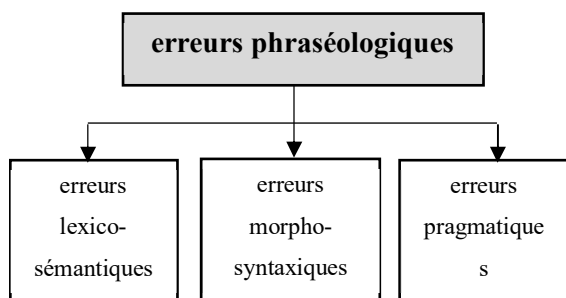 erreurs phraséologiques
erreurs
lexico-
sémantiques
erreurs
morpho-
syntaxiques
erreurs
pragmatique
s